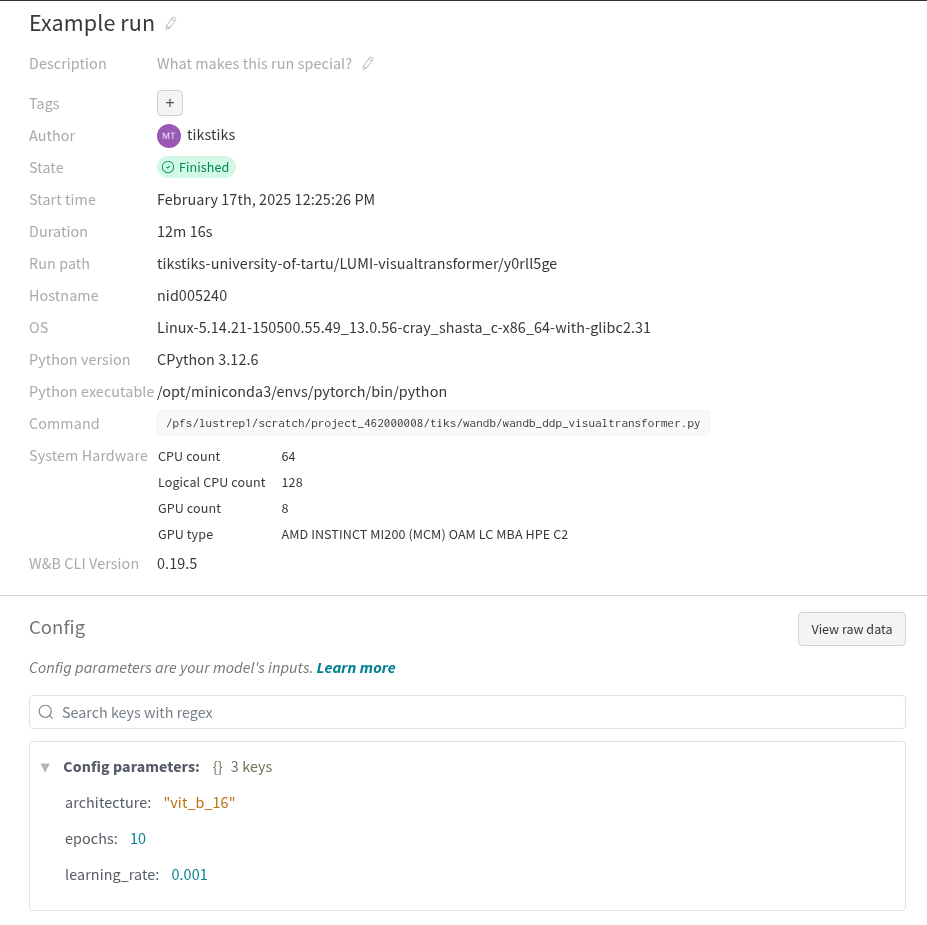 Example run
Description What makes this run special?
Tags +
Author MT tikstiks
State Finished
Start time February 17th, 2025 12:25:26 PM
Duration 12m 16s
Run path tikstiks-university-of-tartu/LUMI-visualtransformer/y0rll5ge
Hostname nid005240
OS Linux-5.14.21-150500.55.49_13.0.56-cray_shasta_c-x86_64-with-glibc2.31
Python version CPython 3.12.6
Python executable /opt/miniconda3/envs/pytorch/bin/python
Command /pfs/lustrep1/scratch/project_462000008/tiks/wandb/wandb_ddp_visualtransformer.py
System Hardware CPU count 64
Logical CPU count 128
GPU count 8
GPU type AMD INSTINCT MI200 (MCM) OAM LC MBA HPE C2
W&B CLI Version 0.19.5
Config View raw data
Config parameters are your model's inputs. Learn more
Search keys with regex
▼ Config parameters: {} 3 keys
architecture: "vit_b_16"
epochs: 10
learning_rate: 0.001